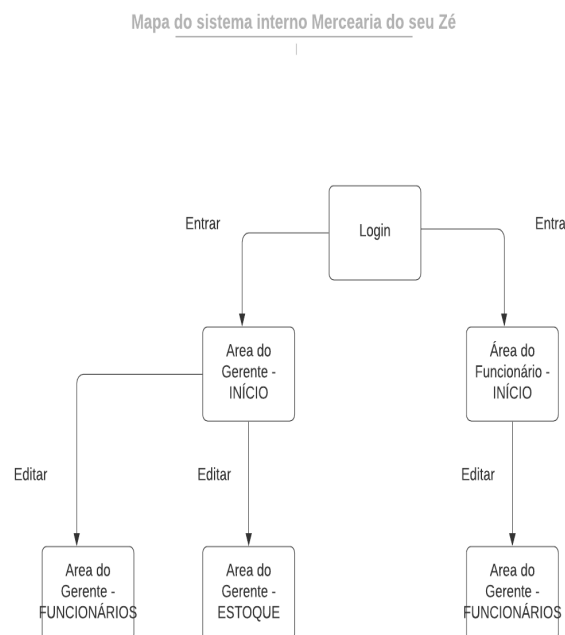 Mapa do sistema interno Mercearia do seu Zé
Entrar
Login
Entra
Area do
Gerente -
INÍCIO
Área do
Funcionário -
INÍCIO
Editar
Editar
Editar
Area do
Gerente -
FUNCIONÁRIOS
Area do
Gerente -
ESTOQUE
Area do
Gerente -
FUNCIONÁRIOS